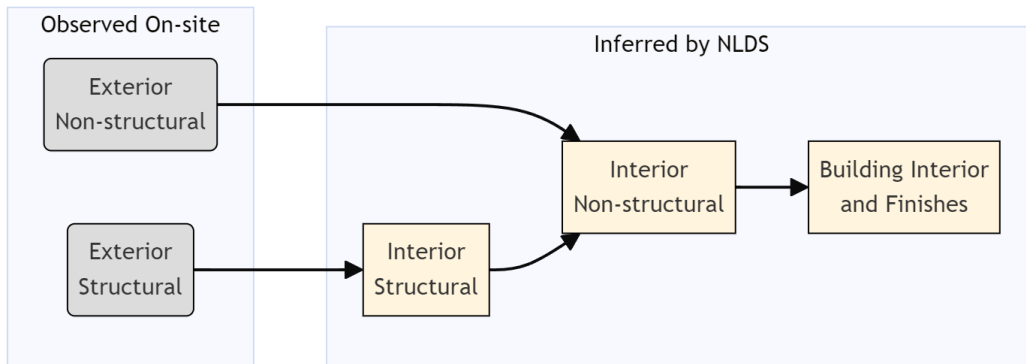 Observed On-site
Exterior
Non-structural
Exterior
Structural
Inferred by NLDS
Interior
Structural
Interior
Non-structural
Building Interior
and Finishes